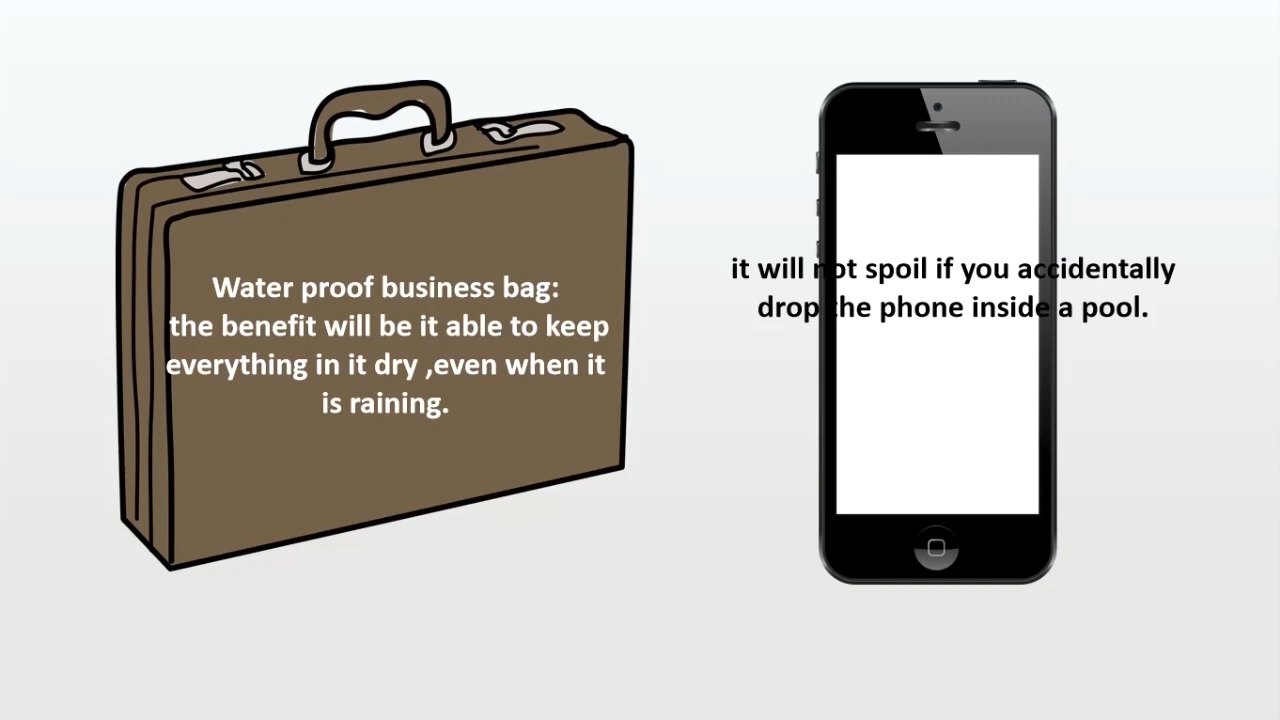 Water proof business bag:
the benefit will be it able to keep
everything in it dry ,even when it
is raining.
it will not spoil if you accidentally
drop the phone inside a pool.